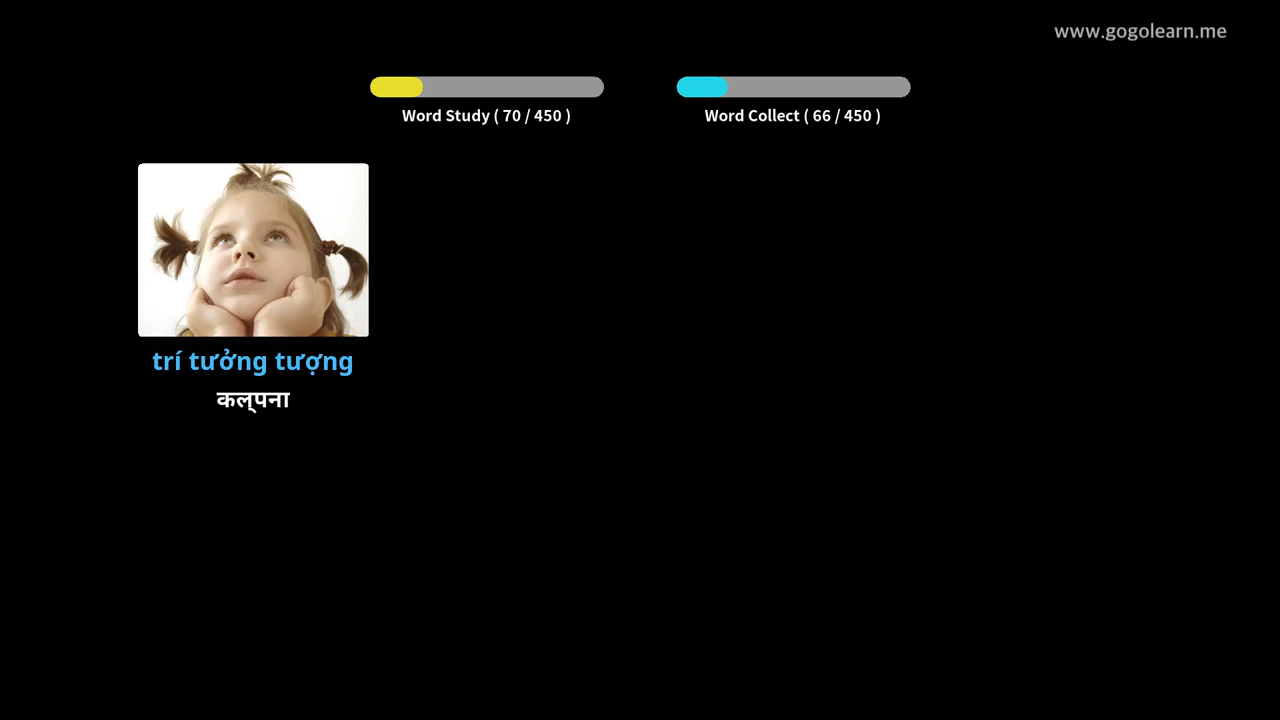 www.gogolearn.me
Word Study ( 70 / 450 )
Word Collect ( 66 / 450 )
trí tưởng tượng
कल्पना